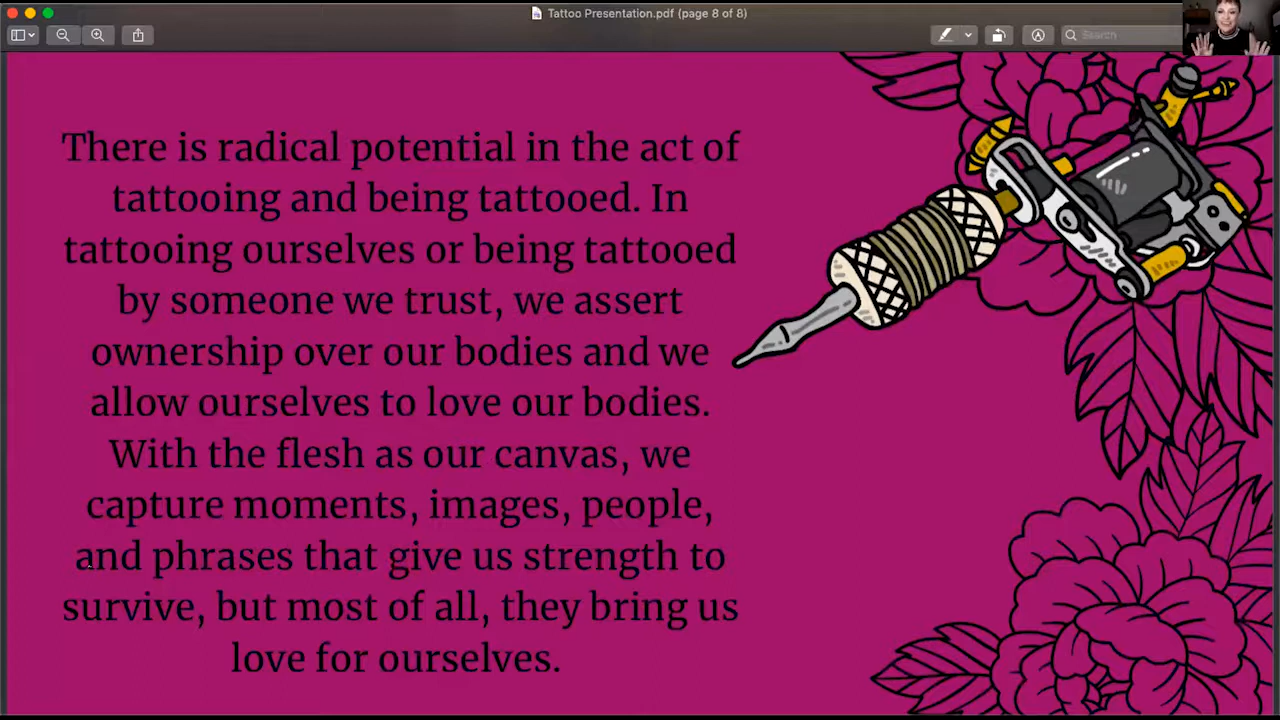 Tattoo Presentation.pdf (page 8 of 8)
Search
There is radical potential in the act of
tattooing and being tattooed. In
tattooing ourselves or being tattooed
by someone we trust, we assert
ownership over our bodies and we
allow ourselves to love our bodies.
With the flesh as our canvas, we
capture moments, images, people,
and phrases that give us strength to
survive, but most of all, they bring us
love for ourselves.